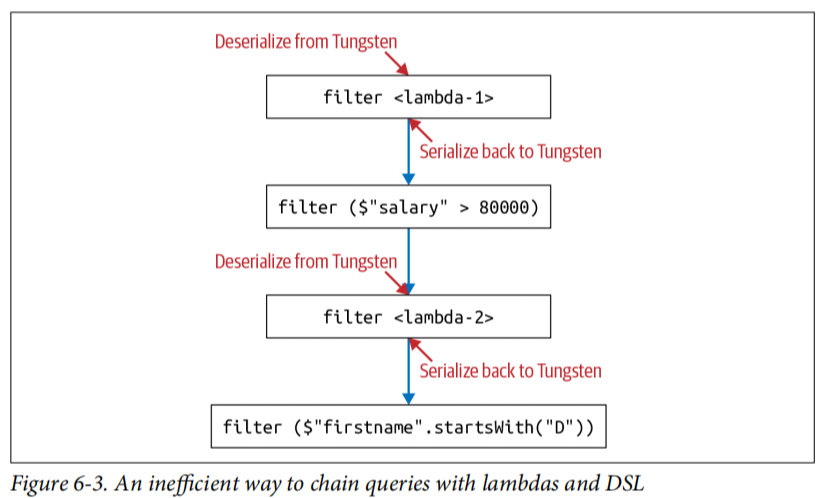 Deserialize from Tungsten
filter <lambda-1>
Serialize back to Tungsten
filter ($"salary" > 80000)
Deserialize from Tungsten
filter <lambda-2>
Serialize back to Tungsten
filter ($"firstname".startsWith("D"))
Figure 6-3. An inefficient way to chain queries with lambdas and DSL